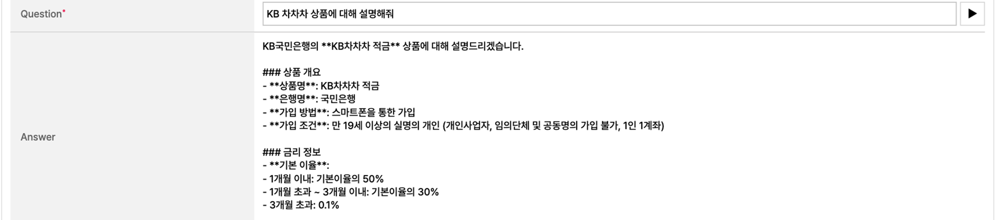 Question*
KB 차차차 상품에 대해 설명해줘
Answer
KB국민은행의 **KB차차차 적금** 상품에 대해 설명드리겠습니다.
### 상품 개요
- **상품명**: KB차차차 적금
- **은행명**: 국민은행
- **가입 방법**: 스마트폰을 통한 가입
- **가입 조건**: 만 19세 이상의 실명의 개인 (개인사업자, 임의단체 및 공동명의 가입 불가, 1인 1계좌)
### 금리 정보
- **기본 이율**:
- 1개월 이내: 기본이율의 50%
- 1개월 초과 ~ 3개월 이내: 기본이율의 30%
- 3개월 초과: 0.1%